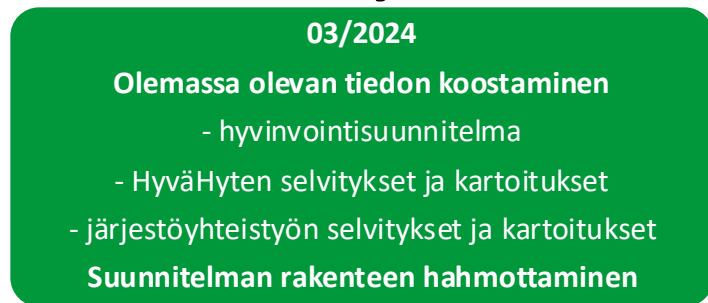 03/2024
Olemassa olevan tiedon koostaminen
- hyvinvointisuunnitelma
- HyväHyten selvitykset ja kartoitukset
- järjestöyhteistyön selvitykset ja kartoitukset
Suunnitelman rakenteen hahmottaminen